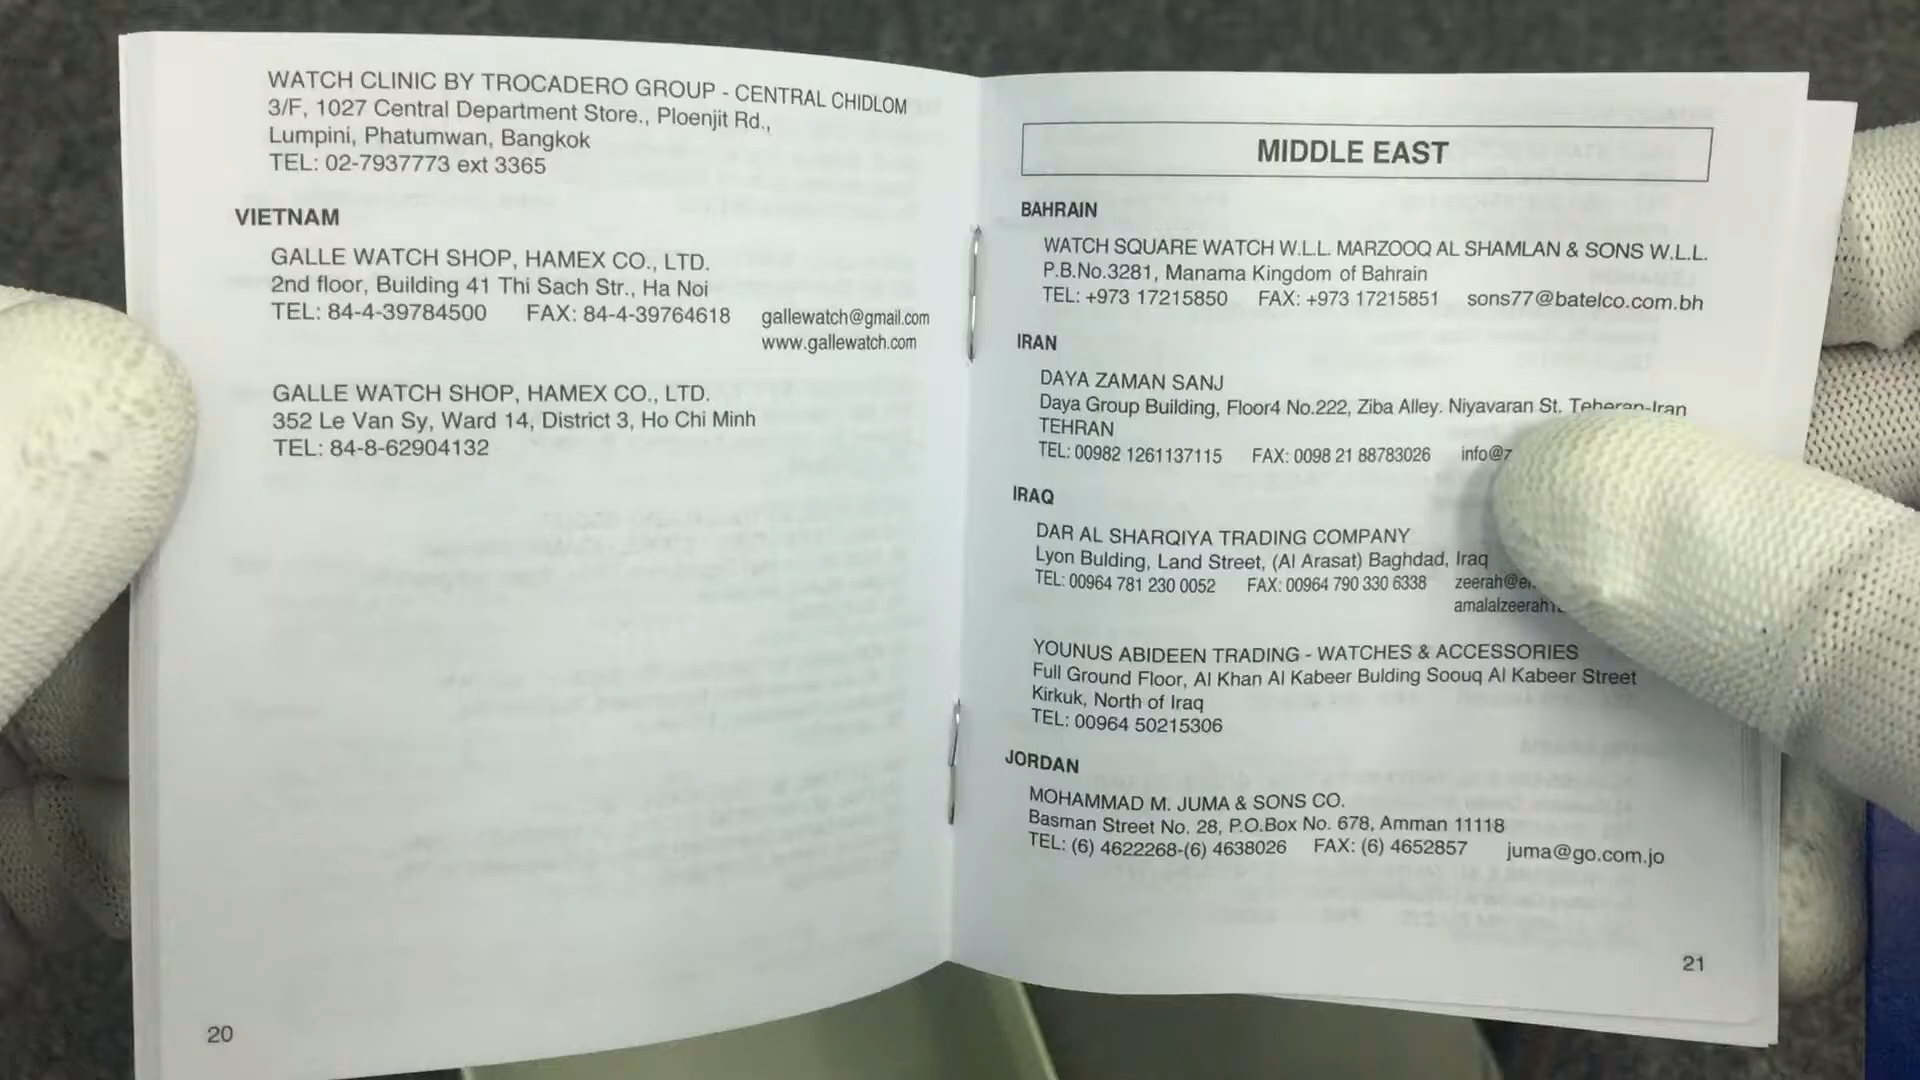 WATCH CLINIC BY TROCADERO GROUP - CENTRAL CHIDLOM
3/F, 1027 Central Department Store., Ploenjit Rd.,
Lumpini, Phatumwan, Bangkok
TEL: 02-7937773 ext 3365
VIETNAM
GALLE WATCH SHOP, HAMEX CO., LTD.
2nd floor, Building 41 Thi Sach Str., Ha Noi
TEL: 84-4-39784500 FAX: 84-4-39764618 gallewatch@gmail.com
www.gallewatch.com
GALLE WATCH SHOP, HAMEX CO., LTD.
352 Le Van Sy, Ward 14, District 3, Ho Chi Minh
TEL: 84-8-62904132
20
MIDDLE EAST
BAHRAIN
WATCH SQUARE WATCH W.L.L. MARZOOQ AL SHAMLAN & SONS W.L.L.
P.B.No.3281, Manama Kingdom of Bahrain
TEL: +973 17215850 FAX: +973 17215851 sons77@batelco.com.bh
IRAN
DAYA ZAMAN SANJ
Daya Group Building, Floor4 No.222, Ziba Alley. Niyavaran St. Teheran-Iran
TEHRAN
TEL: 00982 1261137115 FAX: 0098 21 88783026
IRAQ
DAR AL SHARQIYA TRADING COMPANY
Lyon Bulding, Land Street, (Al Arasat) Baghdad, Iraq
TEL: 00964 781 230 0052 FAX: 00964 790 330 6338
YOUNUS ABIDEEN TRADING - WATCHES & ACCESSORIES
Full Ground Floor, Al Khan Al Kabeer Bulding Soouq Al Kabeer Street
Kirkuk, North of Iraq
TEL: 00964 50215306
JORDAN
MOHAMMAD M. JUMA & SONS CO.
Basman Street No. 28, P.O.Box No. 678, Amman 11118
TEL: (6) 4622268-(6) 4638026 FAX: (6) 4652857 juma@go.com.jo
21